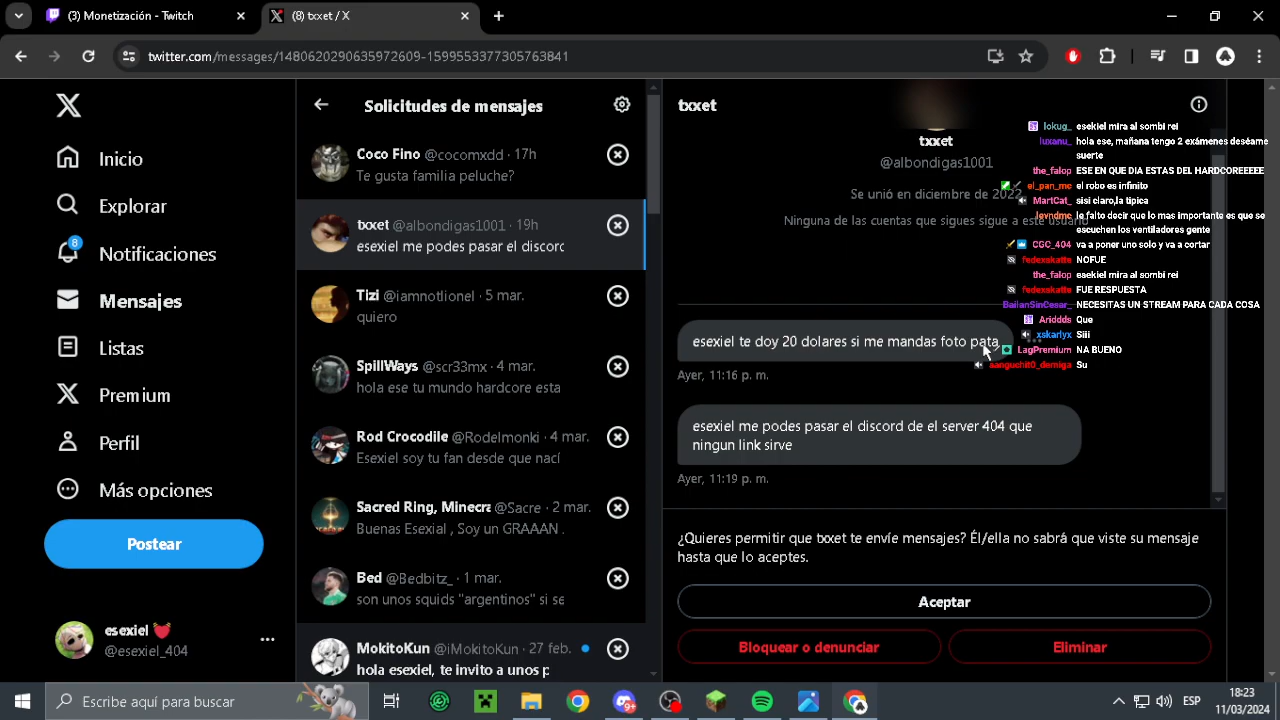 (3) Monetización - Twitch
(8) txxet / X
twitter.com/messages/1480620290635972609-1599553377305763841
Inicio
Explorar
8
Notificaciones
Mensajes
Listas
Premium
Perfil
Más opciones
Postear
esexiel
@esexiel_404
Solicitudes de mensajes
Coco Fino @cocomxdd · 17h
Te gusta familia peluche?
txxet @albondigas1001 · 19h
esexiel me podes pasar el discord
Tizi @iamnotlionel · 5 mar.
quiero
SpillWays @scr33mx · 4 mar.
hola ese tu mundo hardcore esta
Rod Crocodile @Rodelmonki · 4 mar.
Esexiel soy tu fan desde que nací
Sacred Ring, Minecra @Sacre · 2 mar.
Buenas Esexial , Soy un GRAAAN .
Bed @Bedbitz_ · 1 mar.
son unos squids "argentinos" si se
MokitoKun @iMokitoKun · 27 feb.
hola esexiel, te invito a unos p
txxet
txxet
@albondigas1001
Se unió en diciembre de 2022
Ninguna de las cuentas que sigues sigue a este usuario
esexiel te doy 20 dolares si me mandas foto pata
Ayer, 11:16 p. m.
esexiel me podes pasar el discord de el server 404 que
ningun link sirve
Ayer, 11:19 p. m.
¿Quieres permitir que txxet te envíe mensajes? Él/ella no sabrá que viste su mensaje
hasta que lo aceptes.
Aceptar
Bloquear o denunciar
Eliminar
lokug_ esekiel mira al sombi rei
iuxanu_ hola ese, mañana tengo 2 exámenes deséame
suerte
the_falop ESE EN QUE DIA ESTAS DEL HARDCOREEEEE
el_pan_mc el robo es infinito
MartCat_ sisi claro,la tipica
levndmc le falto decir que lo mas importante es que se
escuchen los ventiladores gente
CGC_404 va a poner uno solo y va a cortar
fedexskatte NOFUE
the_falop esekiel mira al sombi rei
fedexskatte FUE RESPUESTA
BailanSinCesar_ NECESITAS UN STREAM PARA CADA COSA
Ariddds Que
xskarlyx Siii
LagPremium NA BUENO
Su
Escribe aquí para buscar
9+
ESP
18:23
11/03/2024